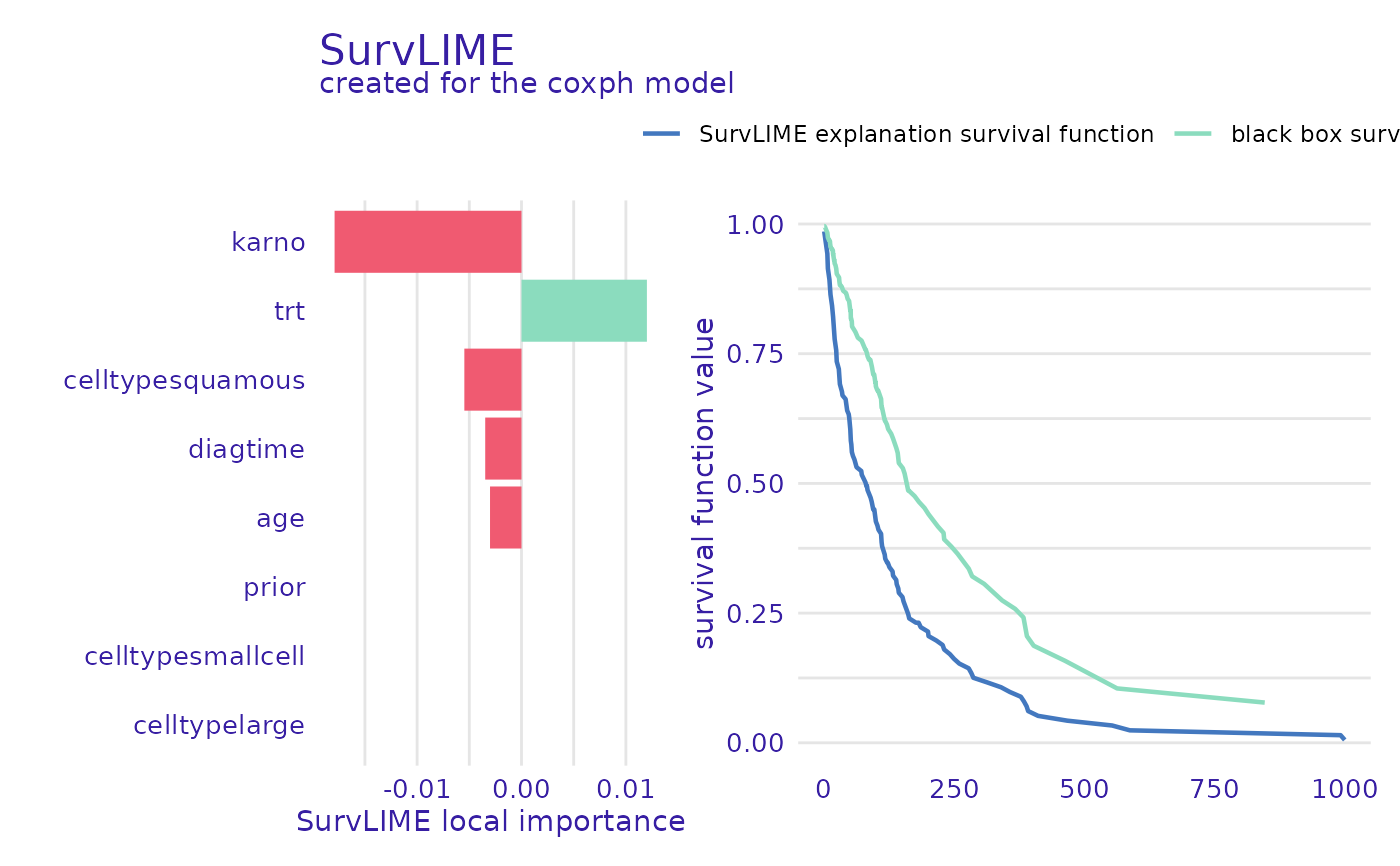 SurvLIME
created for the coxph model
SurvLIME explanation survival function
black box surv
karno
trt
celltypesquamous
diagtime
age
prior
celltypesmallcell
celltypelarge
-0.01 0.00 0.01
SurvLIME local importance
survival function value
1.00
0.75
0.50
0.25
0.00
0 250 500 750 1000